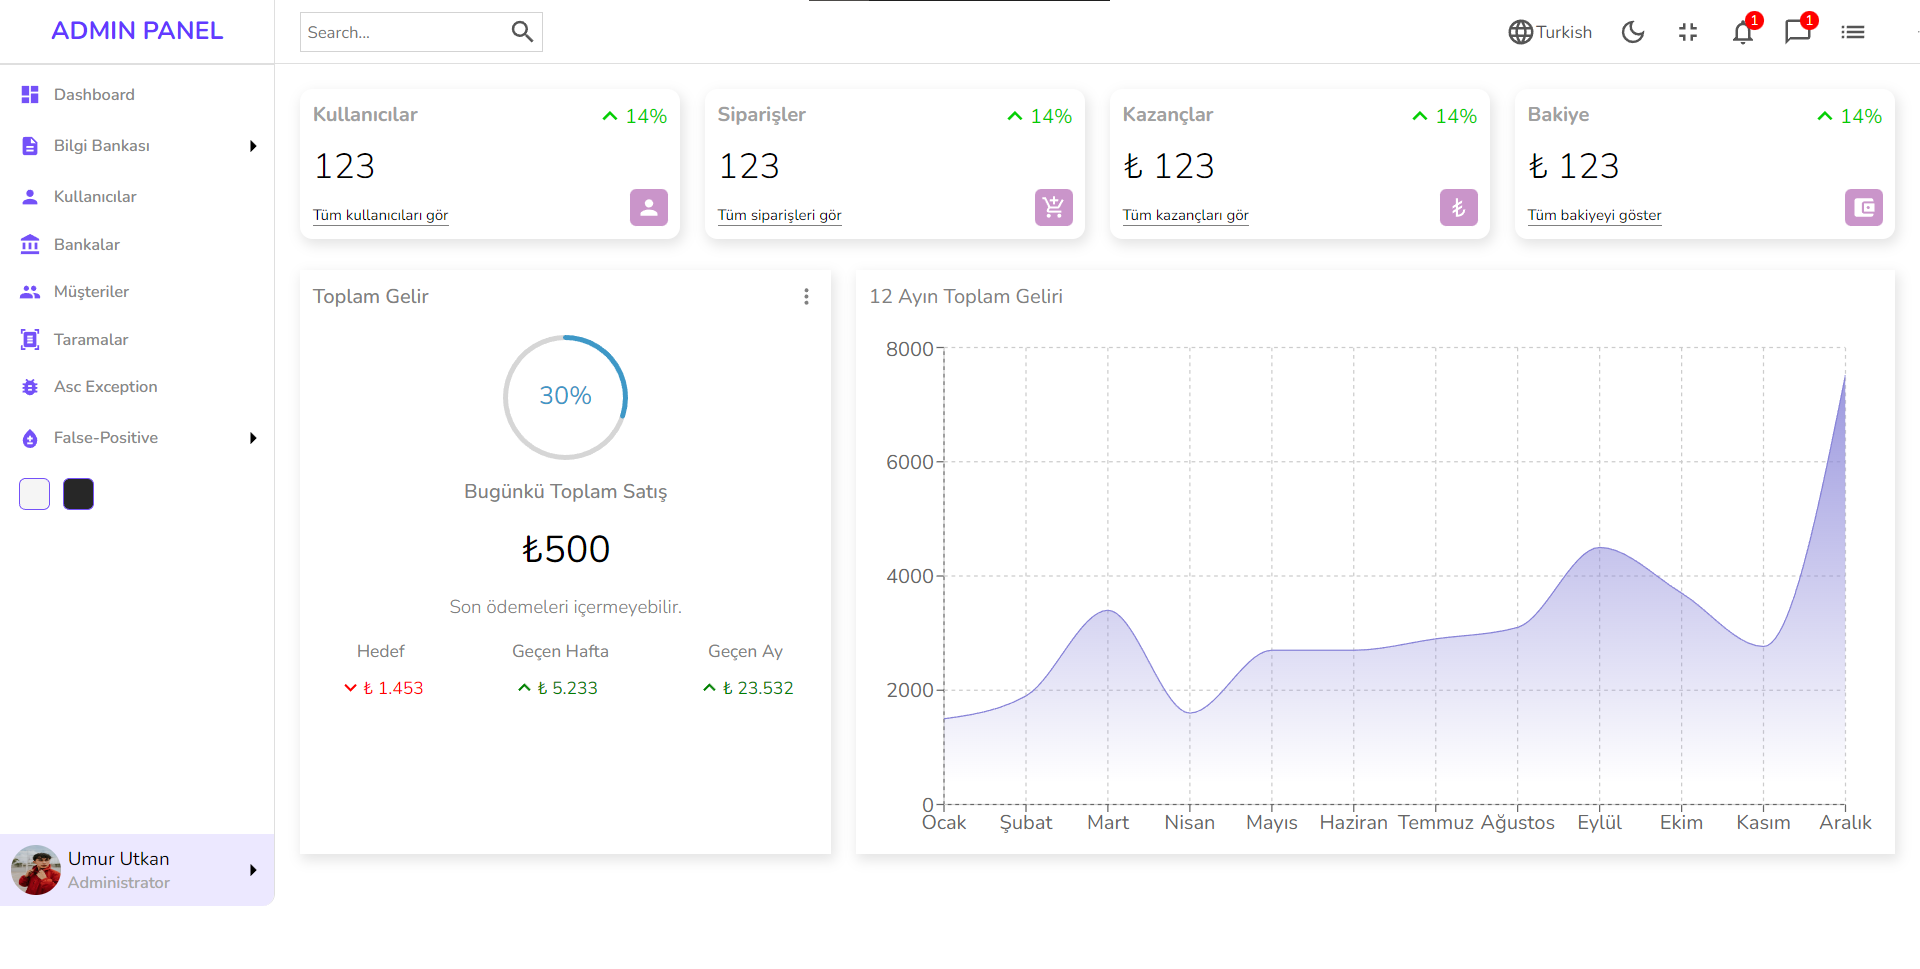 ADMIN PANEL
Search...
Turkish
1
1
Dashboard
Bilgi Bankası
Kullanıcılar
Bankalar
Müşteriler
Taramalar
Asc Exception
False-Positive
Umur Utkan
Administrator
Kullanıcılar
14%
123
Tüm kullanıcıları gör
Siparişler
14%
123
Tüm siparişleri gör
Kazançlar
14%
₺ 123
Tüm kazançları gör
₺
Bakiye
14%
₺ 123
Tüm bakiyeyi göster
Toplam Gelir
30%
Bugünkü Toplam Satış
₺500
Son ödemeleri içermeyebilir.
Hedef Geçen Hafta Geçen Ay
₺ 1.453 ₺ 5.233 ₺ 23.532
12 Ayın Toplam Geliri
8000
6000
4000
2000
0
Ocak Şubat Mart Nisan Mayıs Haziran Temmuz Ağustos Eylül Ekim Kasım Aralık